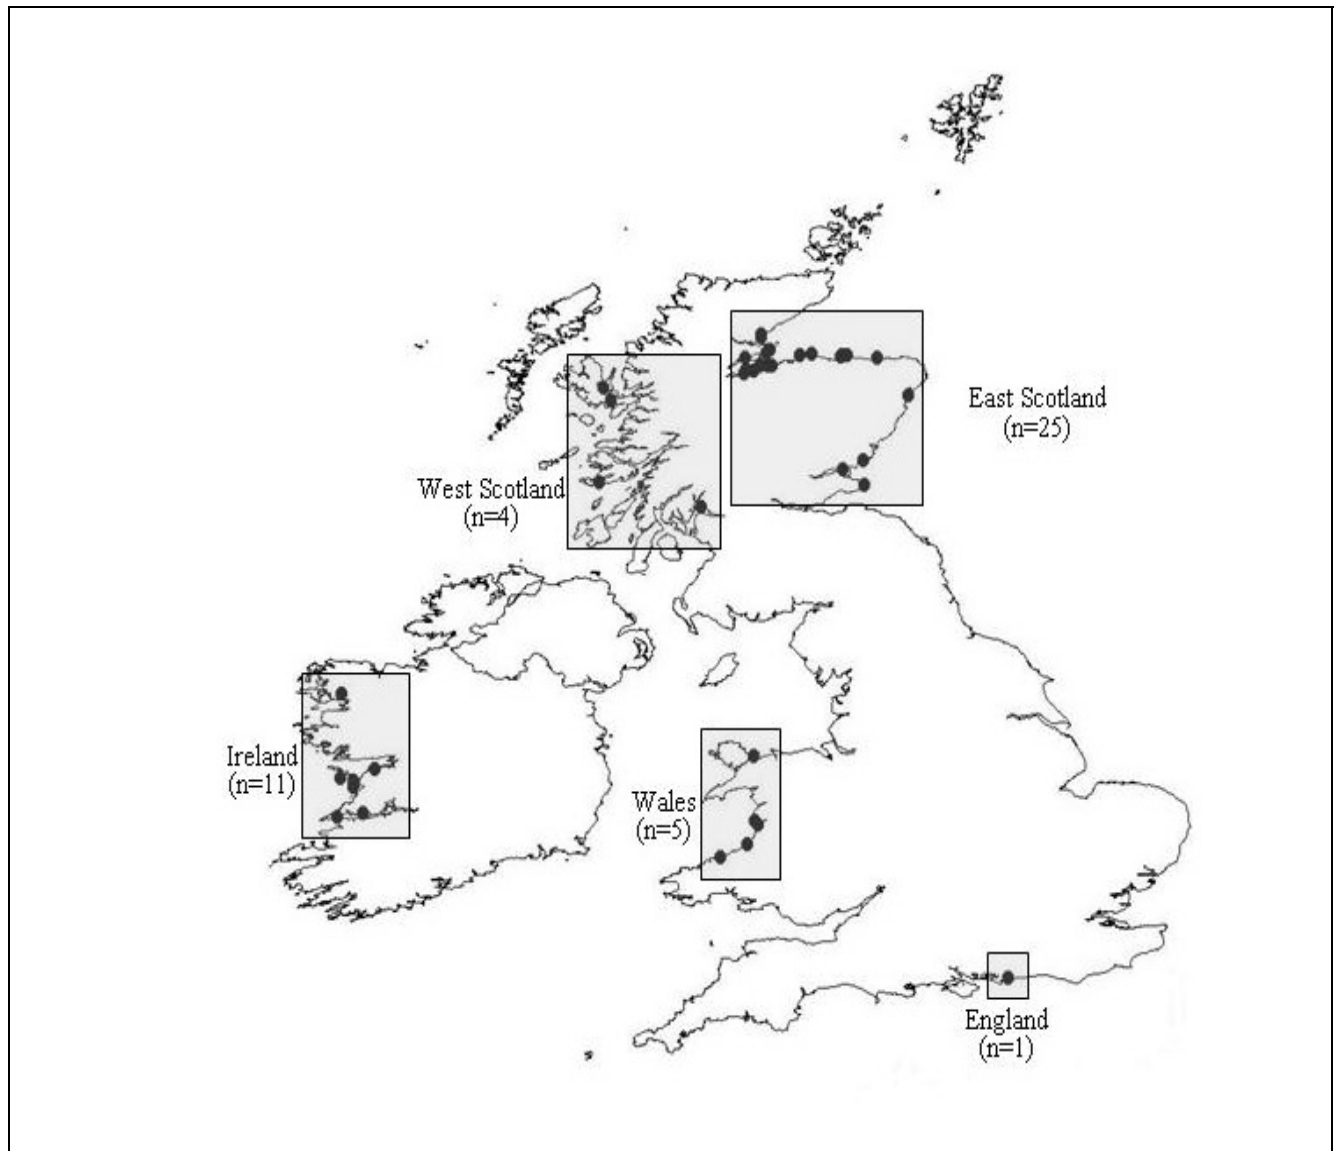 East Scotland
(n=25)
West Scotland
(n=4)
Ireland
(n=11)
Wales
(n=5)
England
(n=1)